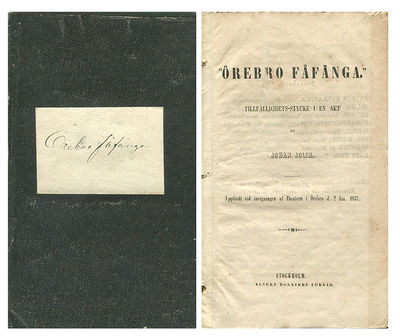 Örebro Fåfänga
"ÖREBRO FÅFÄNGA."
TILLFÄLLIGHETS-STYCKE I EN AKT
AF
JOHAN JOLIN.
Uppfördt vid invigningen af Theatern i Örebro d. 2 Jan. 1853.
STOCKHOLM.
ALBERT BONNIERS FÖRLAG.